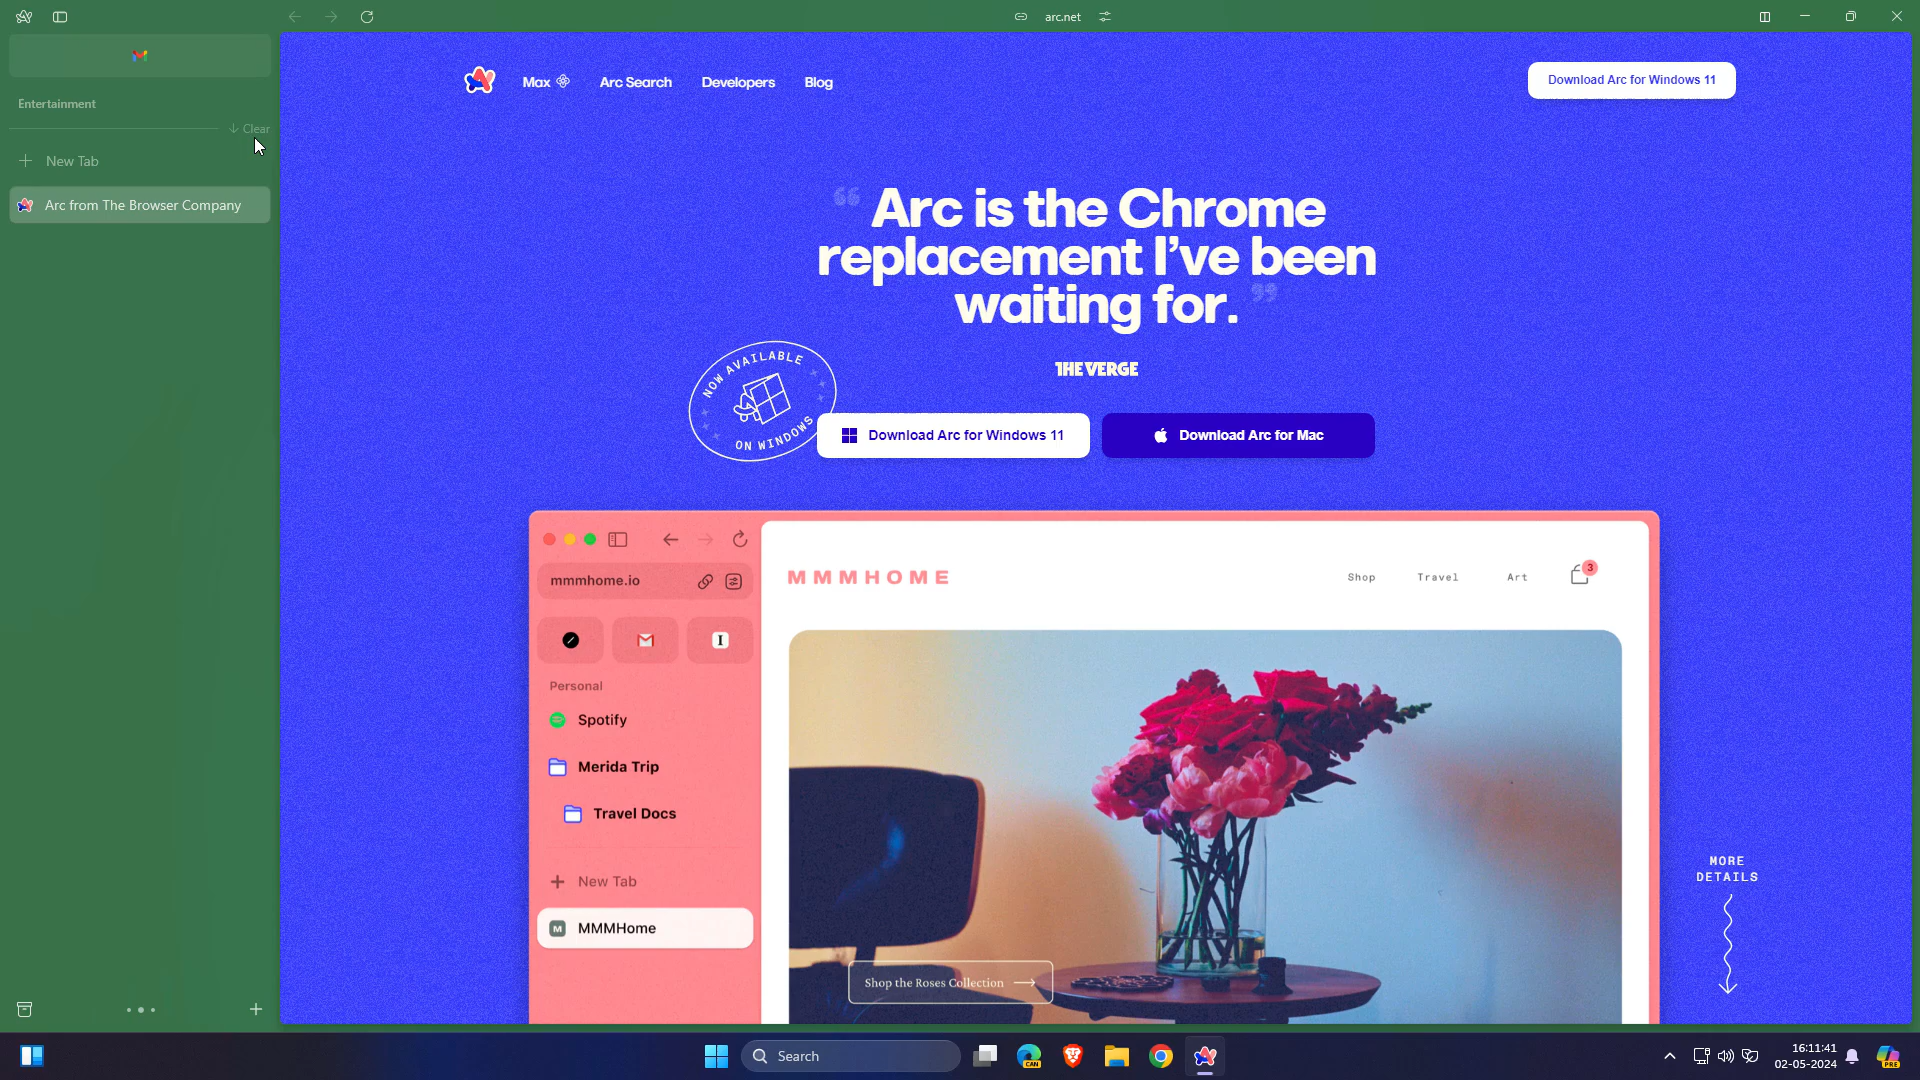 arc.net
Entertainment
Clear
New Tab
Arc from The Browser Company
Max
Arc Search
Developers
Blog
Download Arc for Windows 11
“ Arc is the Chrome
replacement I’ve been
waiting for. ”
THE VERGE
NOW AVAILABLE
ON WINDOWS
Download Arc for Windows 11
Download Arc for Mac
mmmhome.io
I
Personal
Spotify
Merida Trip
Travel Docs
New Tab
M
MMMHome
MMMHOME
Shop
Travel
Art
3
Shop the Roses Collection
MORE
DETAILS
Search
CAN
16:11:41
02-05-2024
PRE